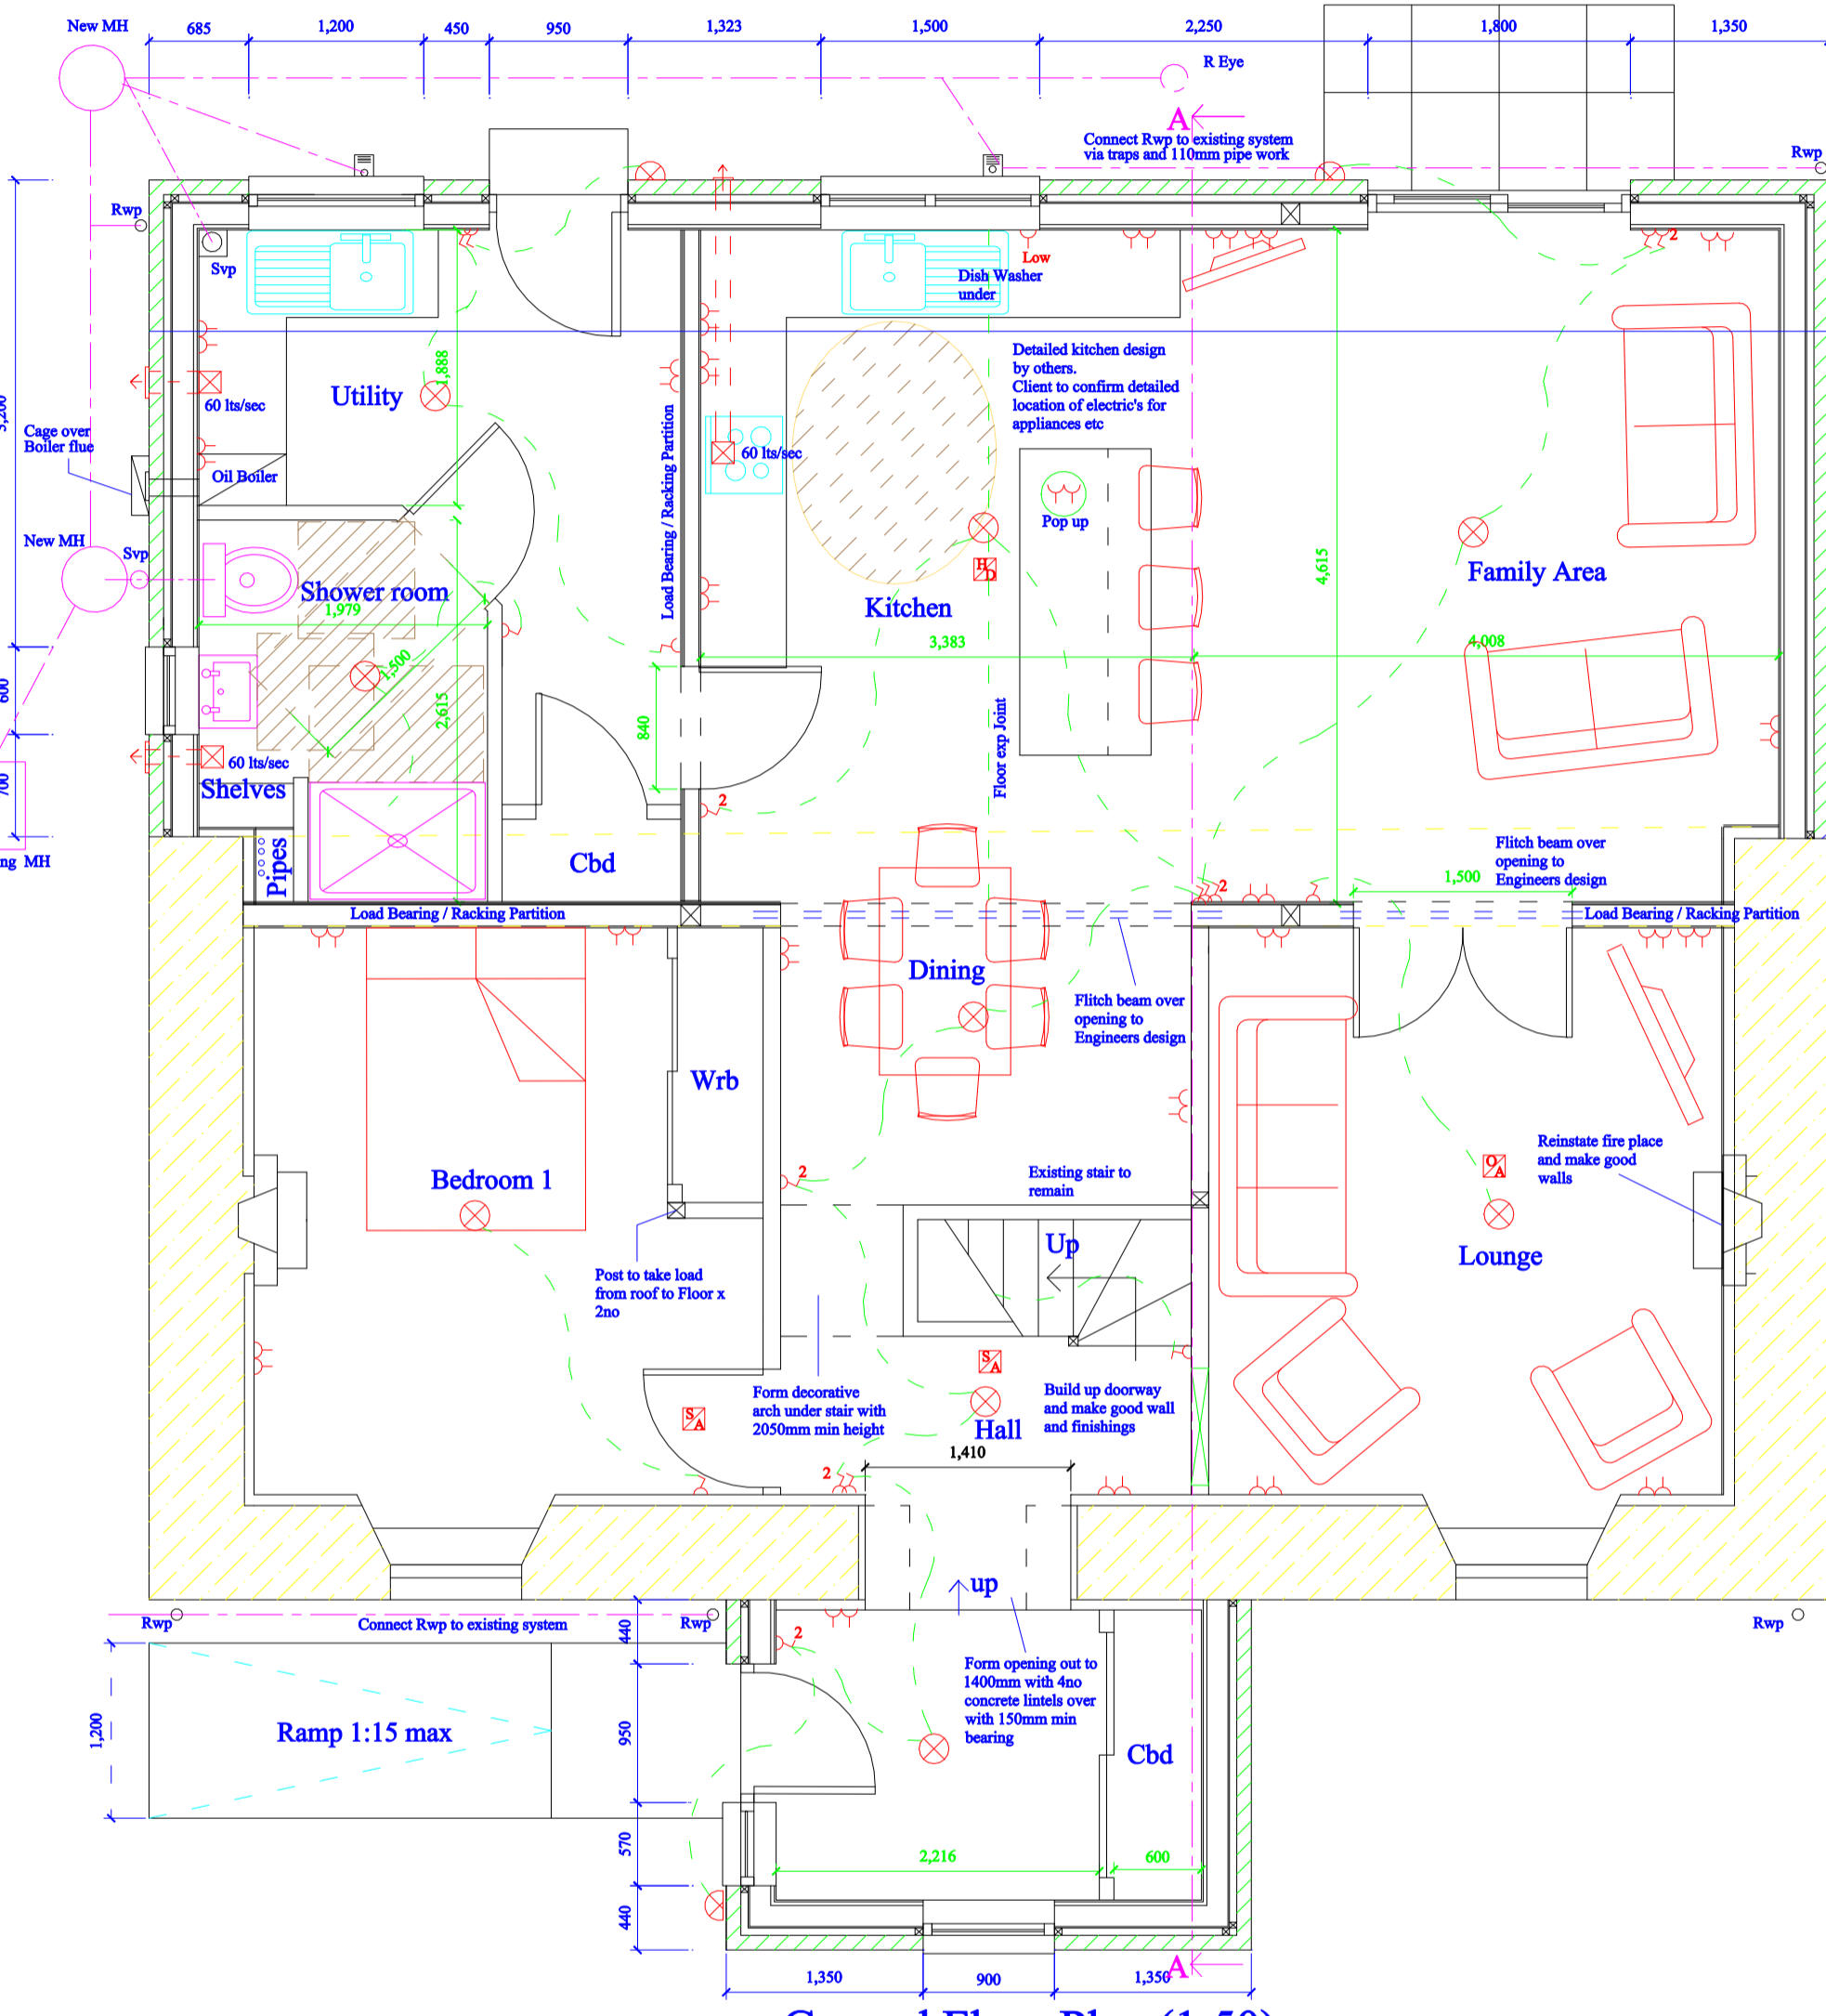 New MH
685
1,200
450
950
1,323
1,500
2,250
1,800
1,350
R Eye
A
Connect Rwp to existing system
via traps and 110mm pipe work
Rwp
Rwp
Svp
Low
Dish Washer
under
2
Utility
1,888
60 lts/sec
Cage over
Boiler flue
Oil Boiler
Load Bearing / Racking Partition
60 lts/sec
Detailed kitchen design
by others.
Client to confirm detailed
location of electric's for
appliances etc
Pop up
4,615
Family Area
New MH
Svp
Shower room
1,979
1,500
2,615
H
D
Kitchen
3,383
4,008
600
700
840
60 lts/sec
Shelves
Floor exp Joint
2
ng MH
Pipes
Cbd
Flitch beam over
opening to
Engineers design
1,500
2
Load Bearing / Racking Partition
Load Bearing / Racking Partition
Dining
Flitch beam over
opening to
Engineers design
Wrb
Bedroom 1
2
Existing stair to
remain
Reinstate fire place
and make good
walls
O
A
Up
Lounge
Post to take load
from roof to Floor x
2no
S
A
Form decorative
arch under stair with
2050mm min height
Build up doorway
and make good wall
and finishings
S
A
Hall
1,410
2
up
Rwp
Connect Rwp to existing system
Rwp
Rwp
440
2
Form opening out to
1400mm with 4no
concrete lintels over
with 150mm min
bearing
1,200
Ramp 1:15 max
950
Cbd
570
2,216
600
440
1,350
900
1,350
A